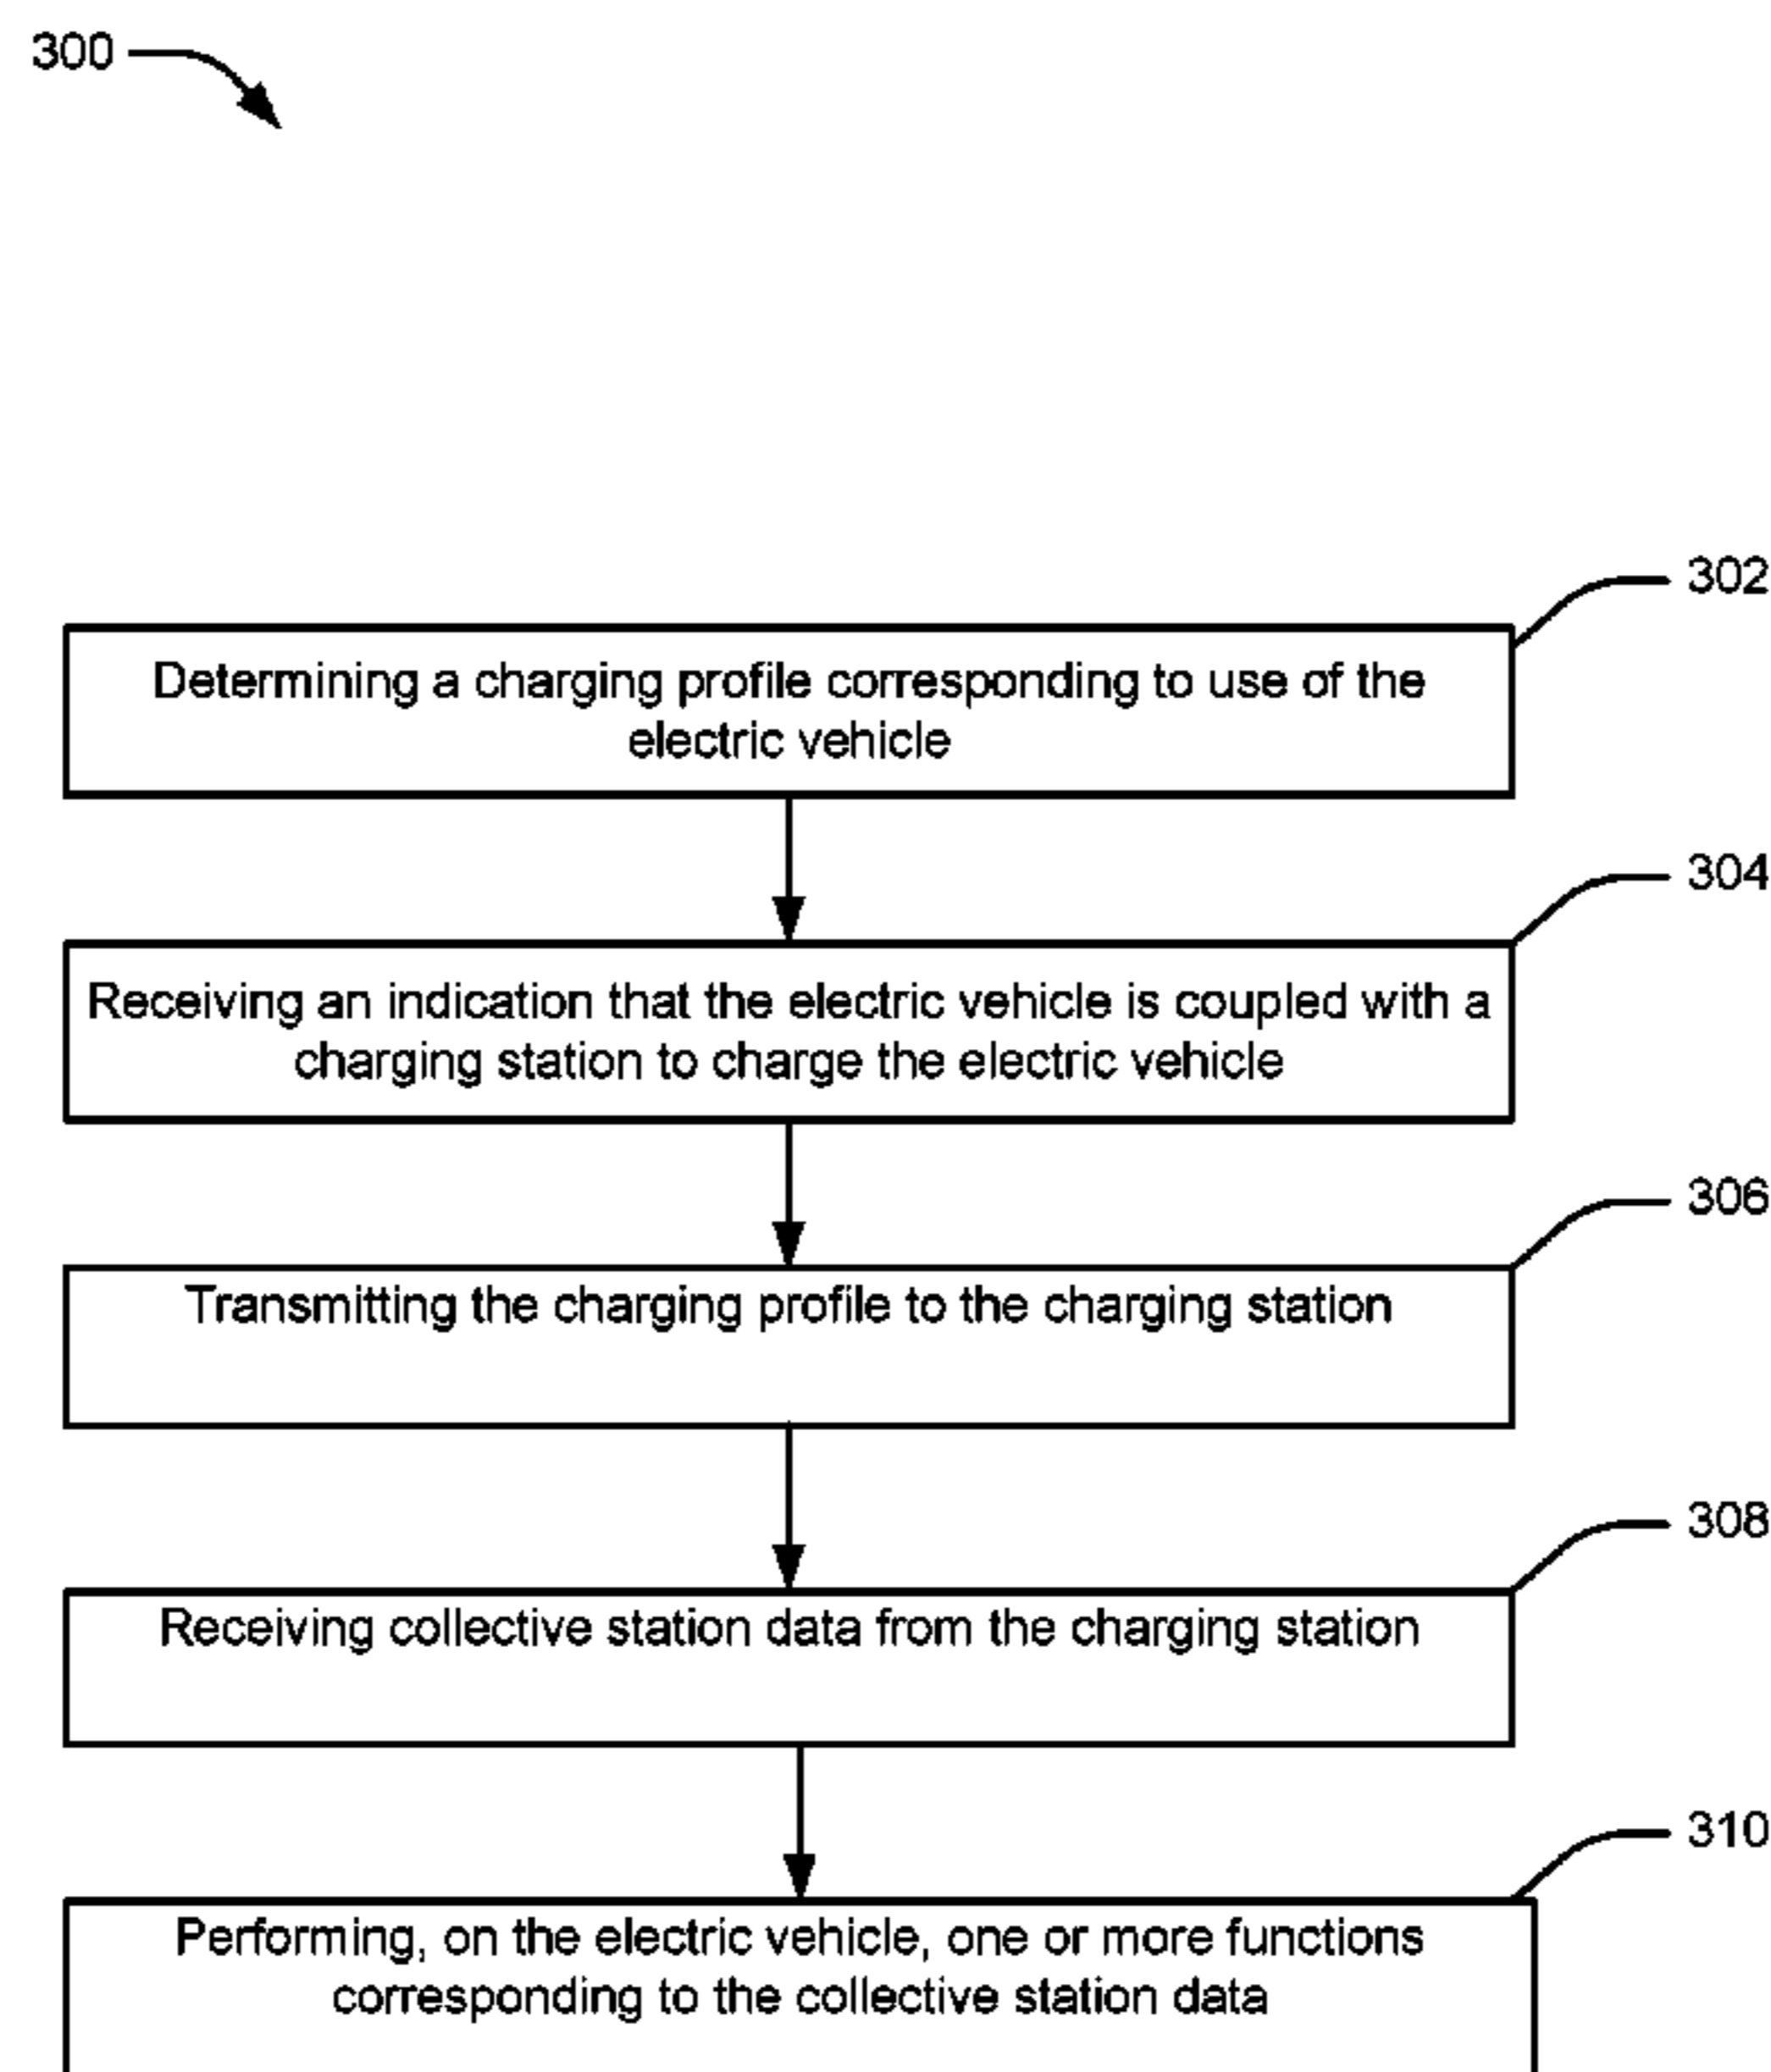 300
302
Determining a charging profile corresponding to use of the
electric vehicle
304
Receiving an indication that the electric vehicle is coupled with a
charging station to charge the electric vehicle
306
Transmitting the charging profile to the charging station
308
Receiving collective station data from the charging station
310
Performing, on the electric vehicle, one or more functions
corresponding to the collective station data